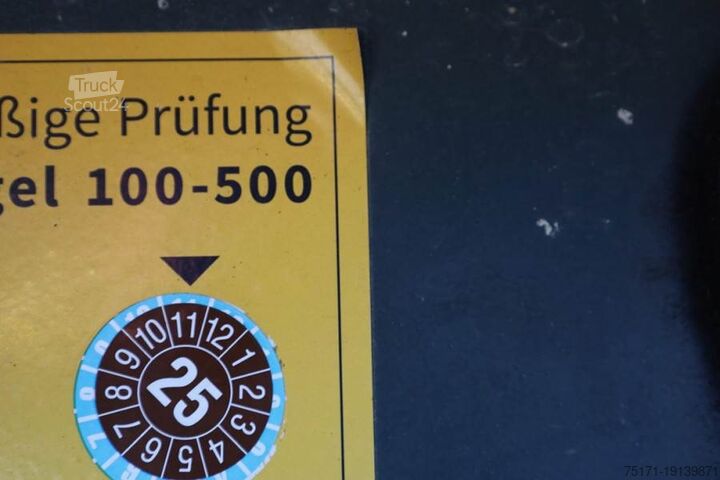 Truck
Scout24
ßige Prüfung
gel 100-500
10 11 12
9 1
8 25 2
7 3
6 5 4
75171-19139871